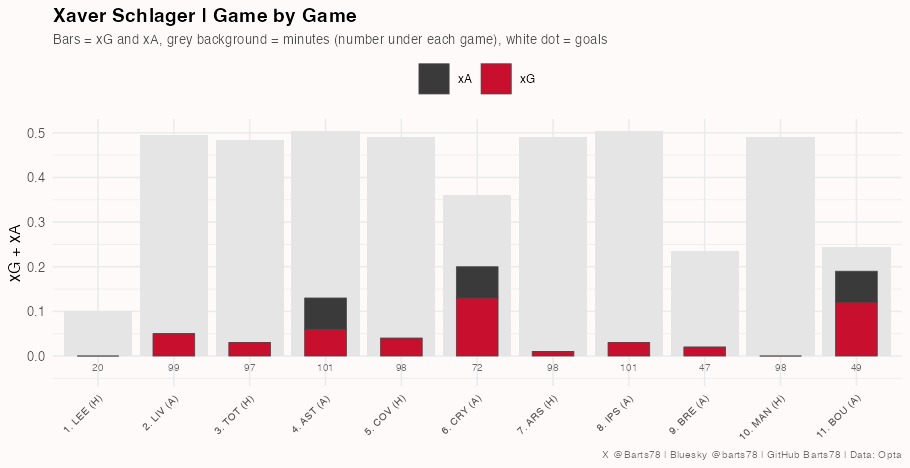 Xaver Schlager | Game by Game
Bars = xG and xA, grey background = minutes (number under each game), white dot = goals
xA xG
xG + xA
0.5
0.4
0.3
0.2
0.1
0.0
20 99 97 101 98 72 98 101 47 98 49
1. LEE (H)
2. LIV (A)
3. TOT (H)
4. AST (A)
5. COV (H)
6. CRY (A)
7. ARS (H)
8. IPS (A)
9. BRE (A)
10. MAN (H)
11. BOU (A)
X @Barts78 | Bluesky @barts78 | GitHub Barts78 | Data: Opta